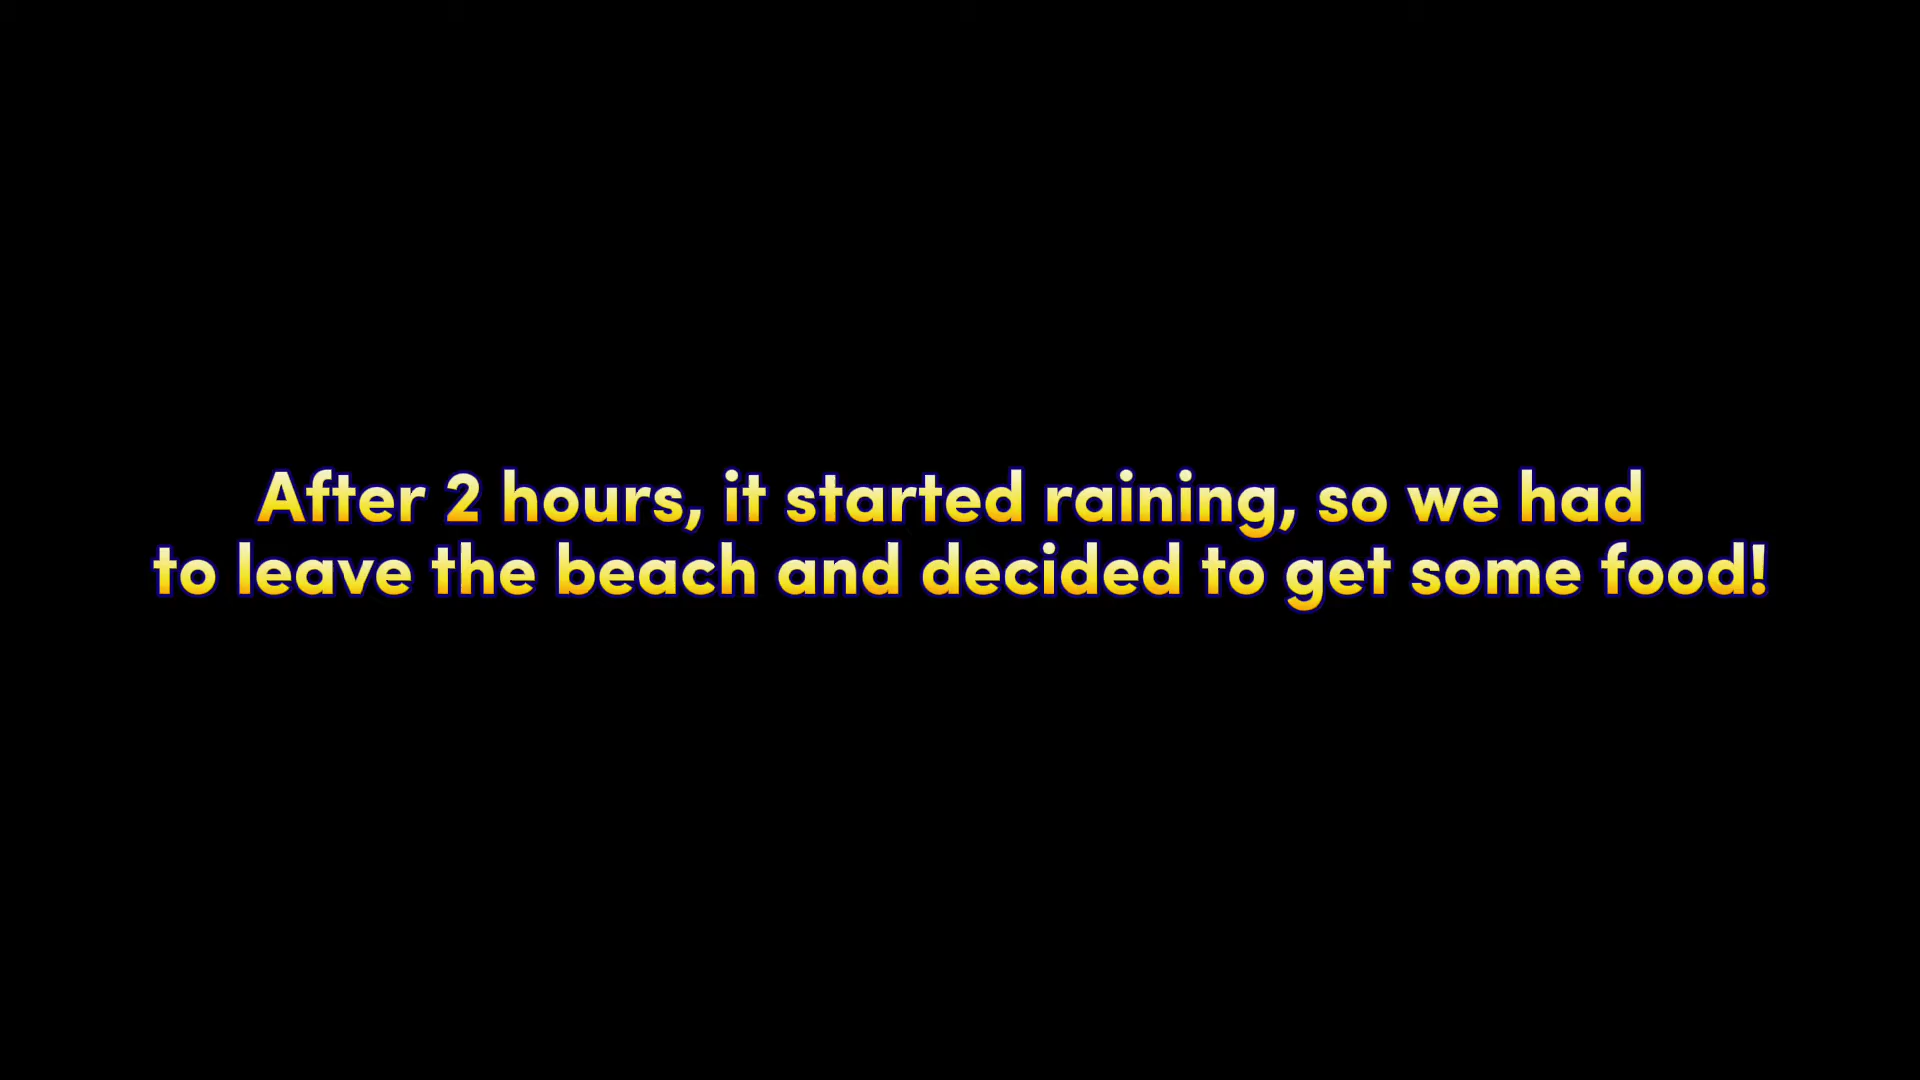 After 2 hours, it started raining, so we had
to leave the beach and decided to get some food!